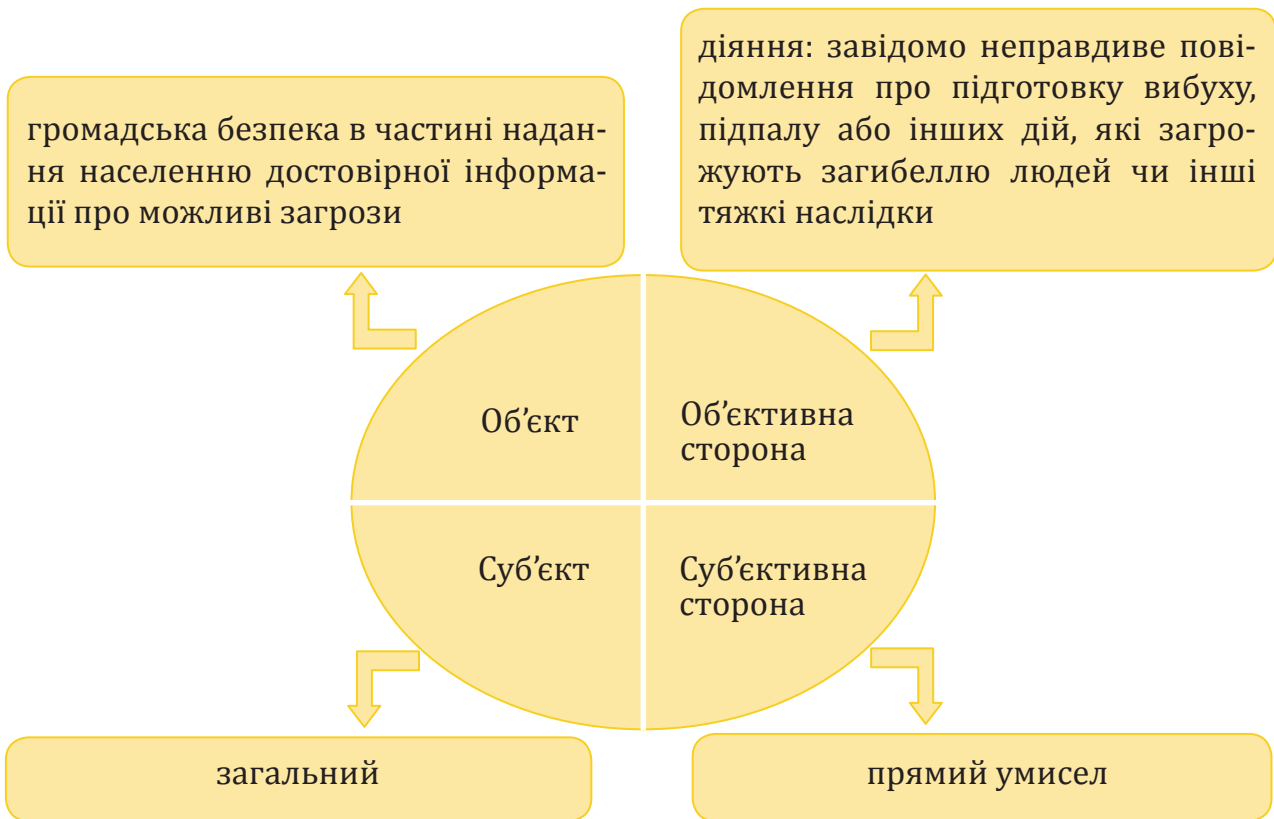 громадська безпека в частині надан-
ня населенню достовірної інформа-
ції про можливі загрози
діяння: завідомо неправдиве пові-
домлення про підготовку вибуху,
підпалу або інших дій, які загро-
жують загибеллю людей чи інші
тяжкі наслідки
Об’єкт
Об’єктивна
сторона
Суб’єкт
Суб’єктивна
сторона
загальний
прямий умисел